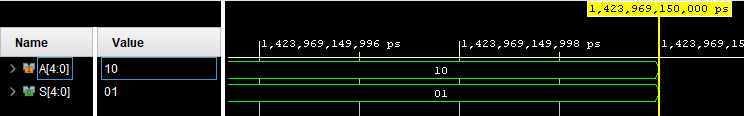 1,423,969,150,000 ps
Name Value
1,423,969,149,996 ps 1,423,969,149,998 ps 1,423,969,15
A[4:0] 10 10
S[4:0] 01 01